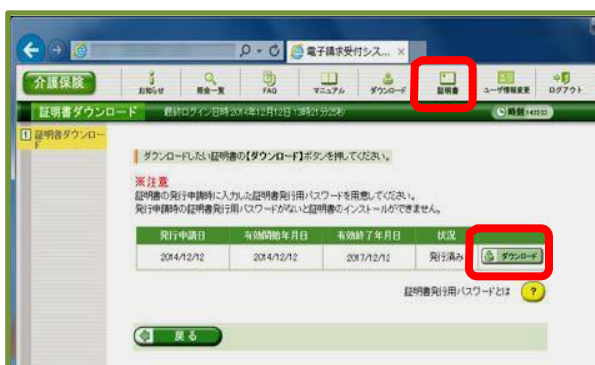 電子請求受付シス... ×
介護保険
お知らせ 照会一覧 FAQ マニュアル ダウンロード 証明書 ユーザ情報変更 ログアウト
証明書ダウンロード 最終ログイン日時:2014年12月12日 13時21分25秒 時刻
1 証明書ダウンロー
ド
ダウンロードしたい証明書の【ダウンロード】ボタンを押してください。
※注意
証明書の発行申請時に入力した証明書発行用パスワードを用意してください。
発行申請時の証明書発行用パスワードがないと証明書のインストールができません。
発行申請日 有効開始年月日 有効終了年月日 状況
2014/12/12 2014/12/12 2017/12/12 発行済み ダウンロード
証明書発行用パスワードとは ?
戻る